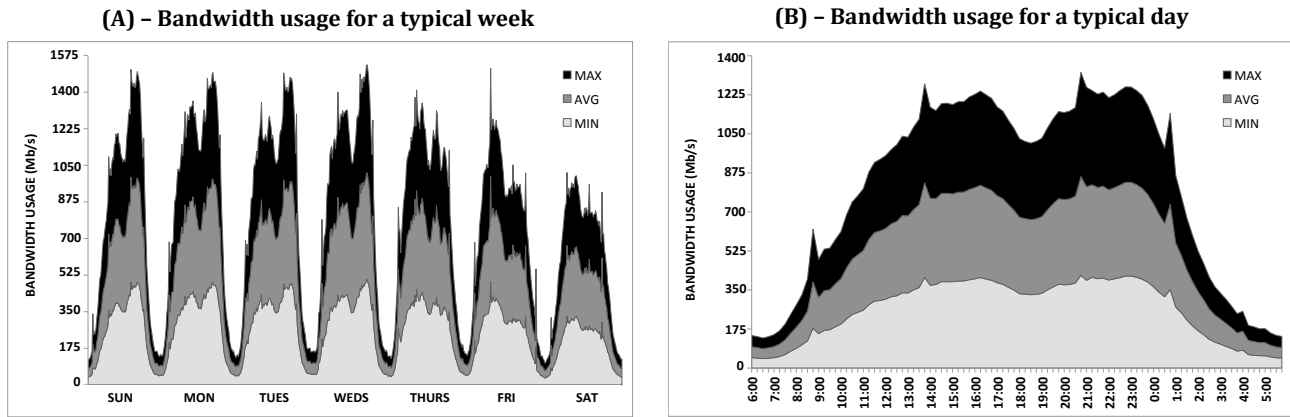 (A) – Bandwidth usage for a typical week
BANDWIDTH USAGE (Mb/s)
1575
1400
1225
1050
875
700
525
350
175
0
MAX
AVG
MIN
SUN MON TUES WEDS THURS FRI SAT
(B) – Bandwidth usage for a typical day
BANDWIDTH USAGE (Mb/s)
1400
1225
1050
875
700
525
350
175
0
MAX
AVG
MIN
6:00 7:00 8:00 9:00 10:00 11:00 12:00 13:00 14:00 15:00 16:00 17:00 18:00 19:00 20:00 21:00 22:00 23:00 0:00 1:00 2:00 3:00 4:00 5:00